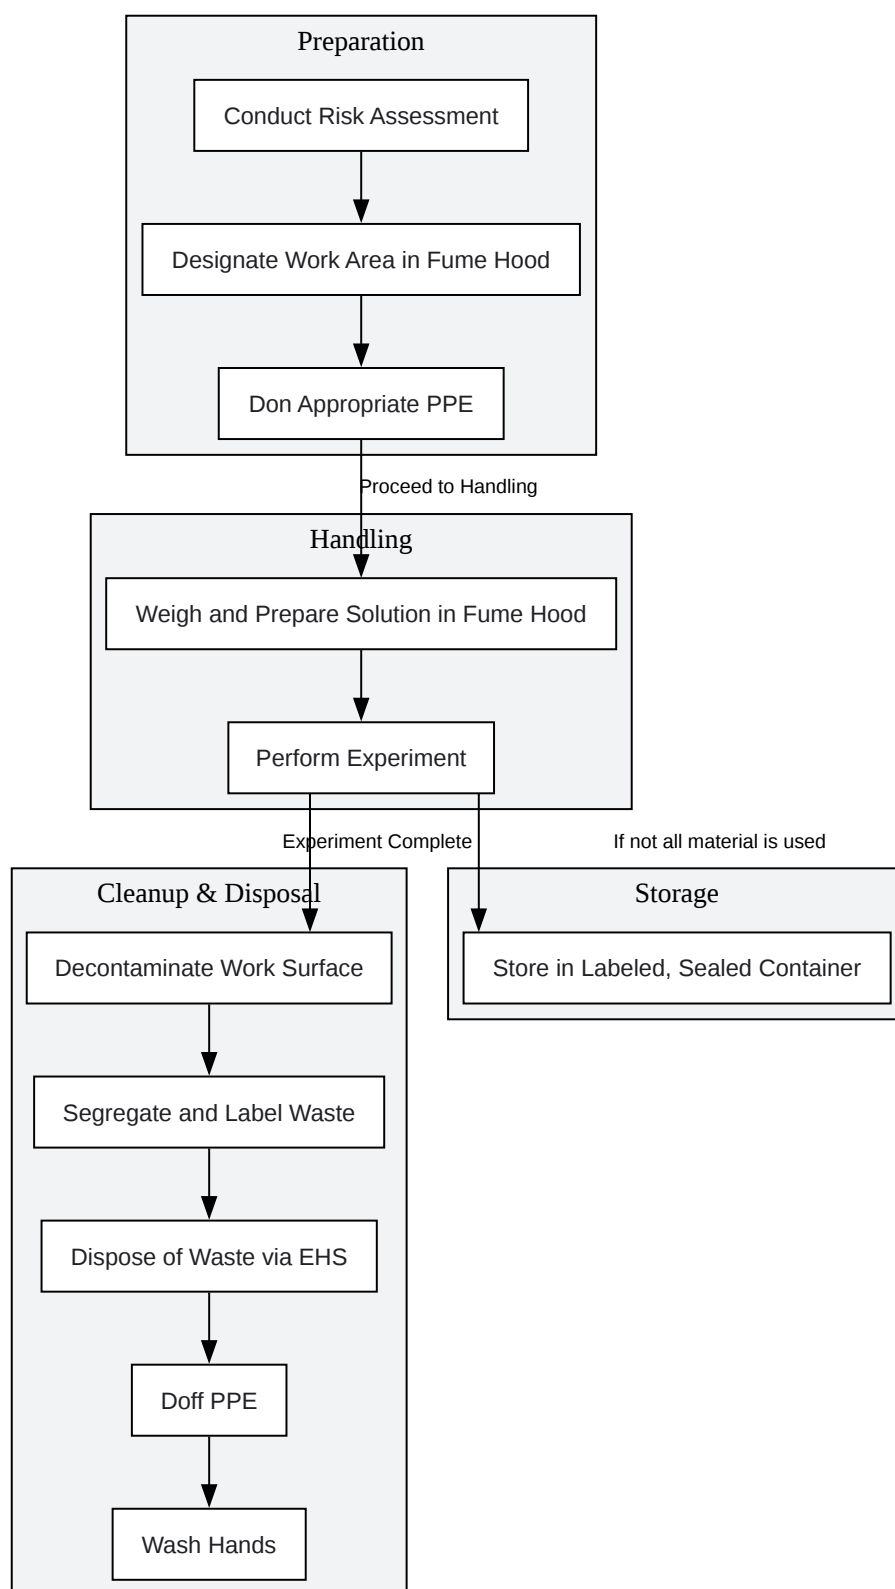 Preparation
Conduct Risk Assessment
Designate Work Area in Fume Hood
Don Appropriate PPE
Proceed to Handling
Handling
Weigh and Prepare Solution in Fume Hood
Perform Experiment
Experiment Complete
If not all material is used
Cleanup & Disposal
Storage
Decontaminate Work Surface
Store in Labeled, Sealed Container
Segregate and Label Waste
Dispose of Waste via EHS
Doff PPE
Wash Hands